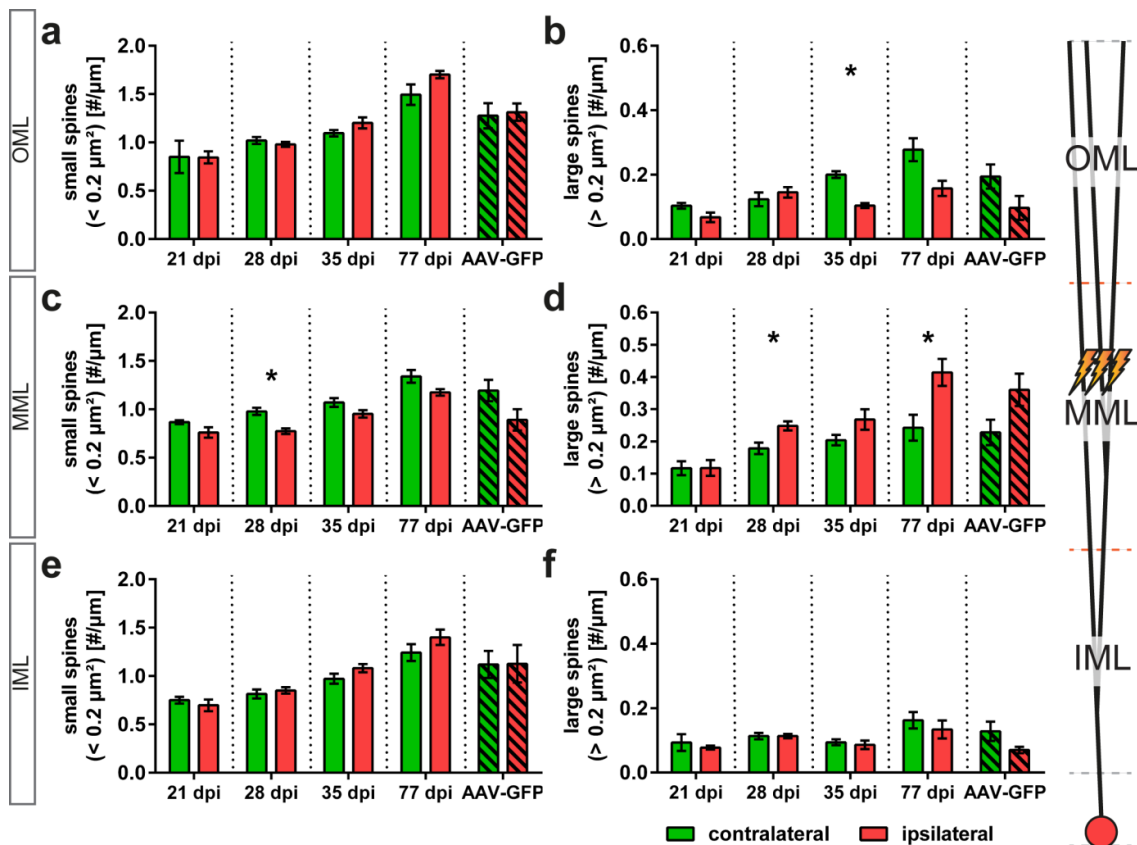 OML
a
small spines
(< 0.2 µm²) [#/µm]
2.0
1.5
1.0
0.5
0.0
21 dpi 28 dpi 35 dpi 77 dpi AAV-GFP
b
large spines
(> 0.2 µm²) [#/µm]
0.6
0.4
0.2
0.0
*
21 dpi 28 dpi 35 dpi 77 dpi AAV-GFP
MML
c
small spines
(< 0.2 µm²) [#/µm]
2.0
1.5
1.0
0.5
0.0
*
21 dpi 28 dpi 35 dpi 77 dpi AAV-GFP
d
large spines
(> 0.2 µm²) [#/µm]
0.6
0.5
0.4
0.3
0.2
0.1
0.0
* *
21 dpi 28 dpi 35 dpi 77 dpi AAV-GFP
IML
e
small spines
(< 0.2 µm²) [#/µm]
2.0
1.5
1.0
0.5
0.0
21 dpi 28 dpi 35 dpi 77 dpi AAV-GFP
f
large spines
(> 0.2 µm²) [#/µm]
0.6
0.4
0.2
0.0
21 dpi 28 dpi 35 dpi 77 dpi AAV-GFP
contralateral ipsilateral
OML
MML
IML